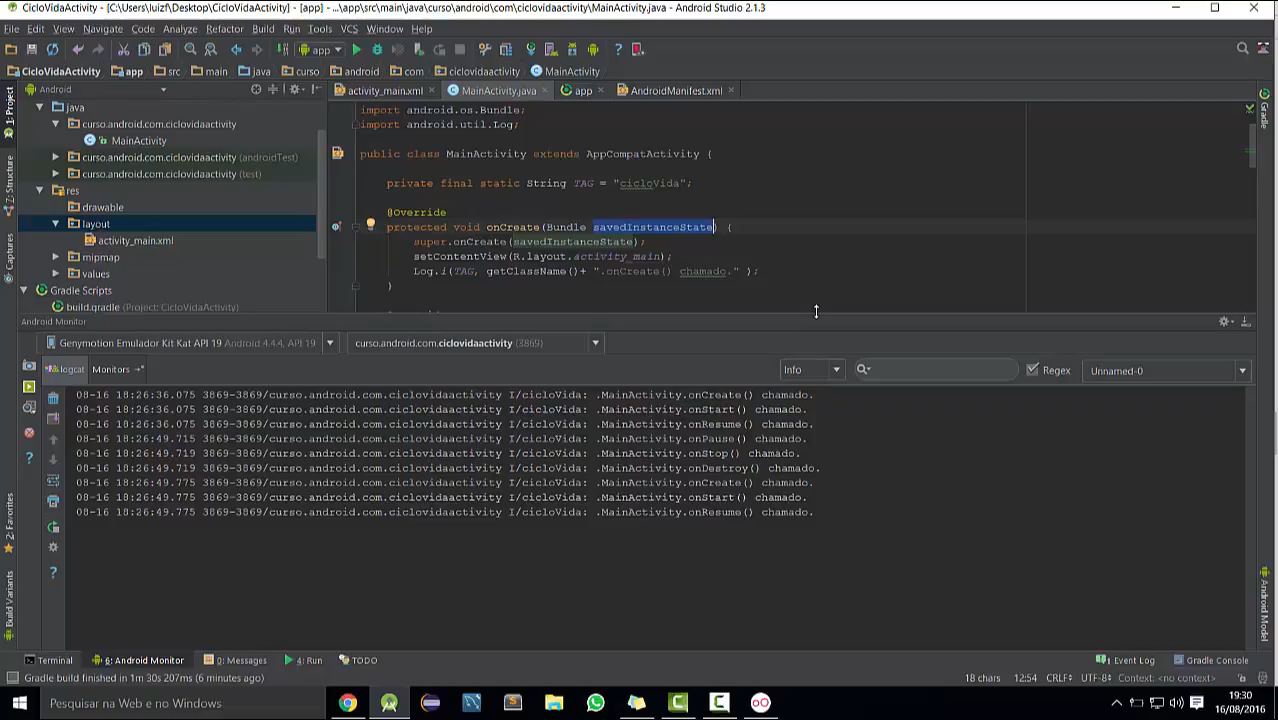 CicloVidaActivity - [C:\Users\luizf\Desktop\CicloVidaActivity] - [app] - ...\app\src\main\java\curso\android\com\ciclovidaactivity\MainActivity.java - Android Studio 2.1.3
File Edit View Navigate Code Analyze Refactor Build Run Tools VCS Window Help
app
CicloVidaActivity app src main java curso android com ciclovidaactivity MainActivity
1: Project
Android
activity_main.xml MainActivity.java app AndroidManifest.xml
Gradle
java
curso.android.com.ciclovidaactivity
MainActivity
curso.android.com.ciclovidaactivity (androidTest)
curso.android.com.ciclovidaactivity (test)
res
drawable
layout
activity_main.xml
mipmap
values
Gradle Scripts
build.gradle (Project: CicloVidaActivity)
Z: Structure
Captures
import android.os.Bundle;
import android.util.Log;
public class MainActivity extends AppCompatActivity {
private final static String TAG = "cicloVida";
@Override
protected void onCreate(Bundle savedInstanceState) {
super.onCreate(savedInstanceState);
setContentView(R.layout.activity_main);
Log.i(TAG, getClassName()+ ".onCreate() chamado." );
}
Android Monitor
Genymotion Emulador Kit Kat API 19 Android 4.4.4, API 19
curso.android.com.ciclovidaactivity (3869)
logcat Monitors
Info
Regex
Unnamed-0
08-16 18:26:36.075 3869-3869/curso.android.com.ciclovidaactivity I/cicloVida: .MainActivity.onCreate() chamado.
08-16 18:26:36.075 3869-3869/curso.android.com.ciclovidaactivity I/cicloVida: .MainActivity.onStart() chamado.
08-16 18:26:36.075 3869-3869/curso.android.com.ciclovidaactivity I/cicloVida: .MainActivity.onResume() chamado.
08-16 18:26:49.715 3869-3869/curso.android.com.ciclovidaactivity I/cicloVida: .MainActivity.onPause() chamado.
08-16 18:26:49.719 3869-3869/curso.android.com.ciclovidaactivity I/cicloVida: .MainActivity.onStop() chamado.
08-16 18:26:49.719 3869-3869/curso.android.com.ciclovidaactivity I/cicloVida: .MainActivity.onDestroy() chamado.
08-16 18:26:49.775 3869-3869/curso.android.com.ciclovidaactivity I/cicloVida: .MainActivity.onCreate() chamado.
08-16 18:26:49.775 3869-3869/curso.android.com.ciclovidaactivity I/cicloVida: .MainActivity.onStart() chamado.
08-16 18:26:49.775 3869-3869/curso.android.com.ciclovidaactivity I/cicloVida: .MainActivity.onResume() chamado.
2: Favorites
Build Variants
Android Model
Terminal 6: Android Monitor 0: Messages 4: Run TODO Event Log Gradle Console
Gradle build finished in 1m 30s 207ms (6 minutes ago)
18 chars 12:54 CRLF UTF-8 Context: <no context>
Pesquisar na Web e no Windows
19:30
16/08/2016